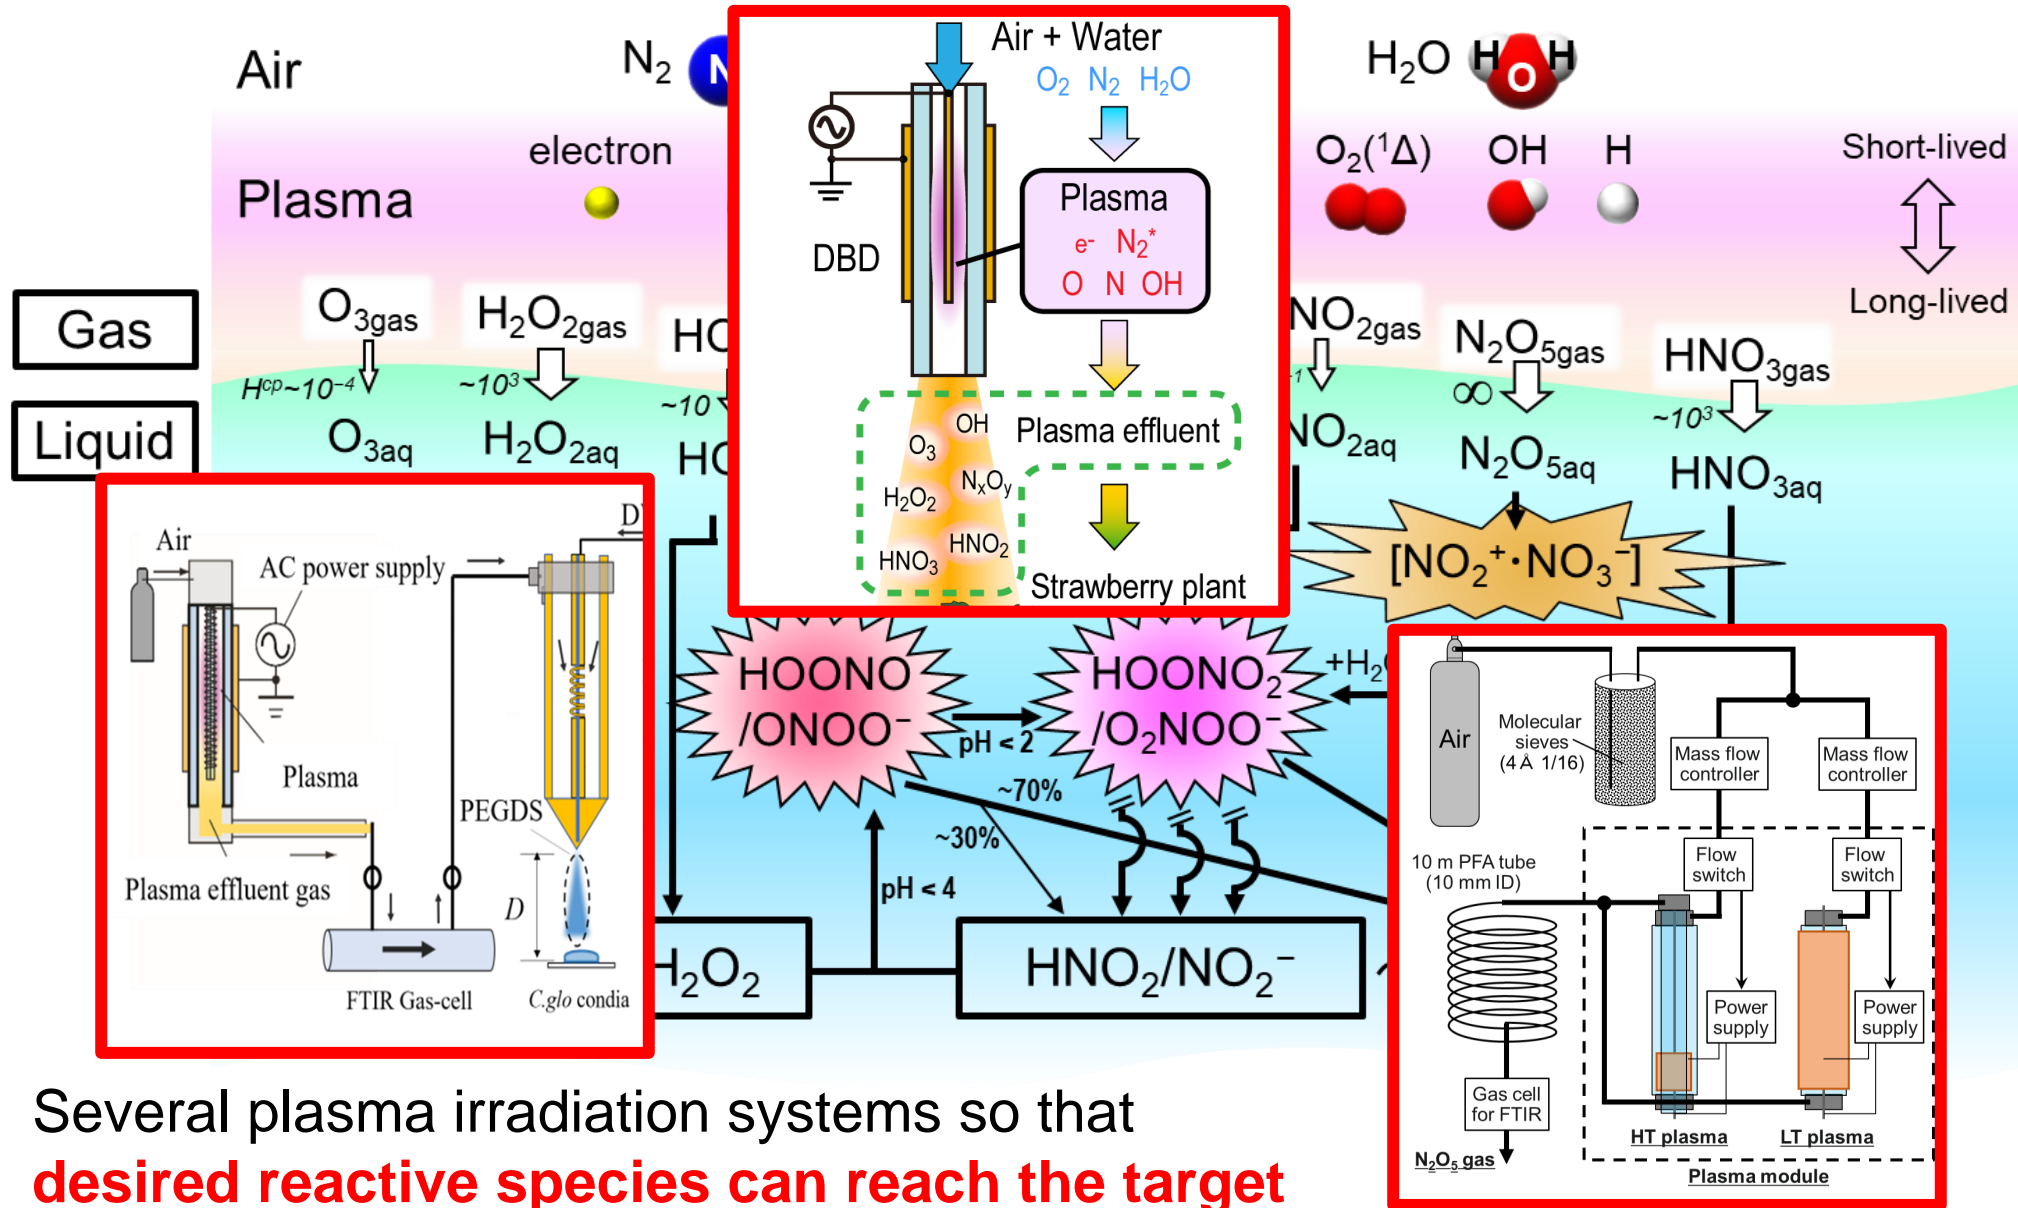 Air
N₂
N
H₂O
H O H
electron
O₂(¹Δ)
OH
H
Short-lived
Plasma
Long-lived
Gas
O₃gas
H₂O₂gas
NO₂gas
N₂O₅gas
HNO₃gas
Hᶜᵖ~10⁻⁴
~10³
~10
∞
~10³
Liquid
O₃aq
H₂O₂aq
NO₂aq
N₂O₅aq
HNO₃aq
[NO₂⁺·NO₃⁻]
Air + Water
O₂ N₂ H₂O
Plasma
e⁻ N₂*
O N OH
DBD
Plasma effluent
OH
O₃
NₓOᵧ
H₂O₂
HNO₂
HNO₃
Strawberry plant
Air
AC power supply
Plasma
PEGDS
Plasma effluent gas
D
FTIR Gas-cell
C.glo condia
HOONO
/ONOO⁻
pH < 2
HOONO₂
/O₂NOO⁻
~70%
~30%
pH < 4
H₂O₂
HNO₂/NO₂⁻
Air
Molecular
sieves
(4 Å 1/16)
Mass flow
controller
Mass flow
controller
10 m PFA tube
(10 mm ID)
Flow
switch
Flow
switch
Power
supply
Power
supply
Gas cell
for FTIR
N₂O₅ gas
HT plasma
LT plasma
Plasma module
Several plasma irradiation systems so that
desired reactive species can reach the target